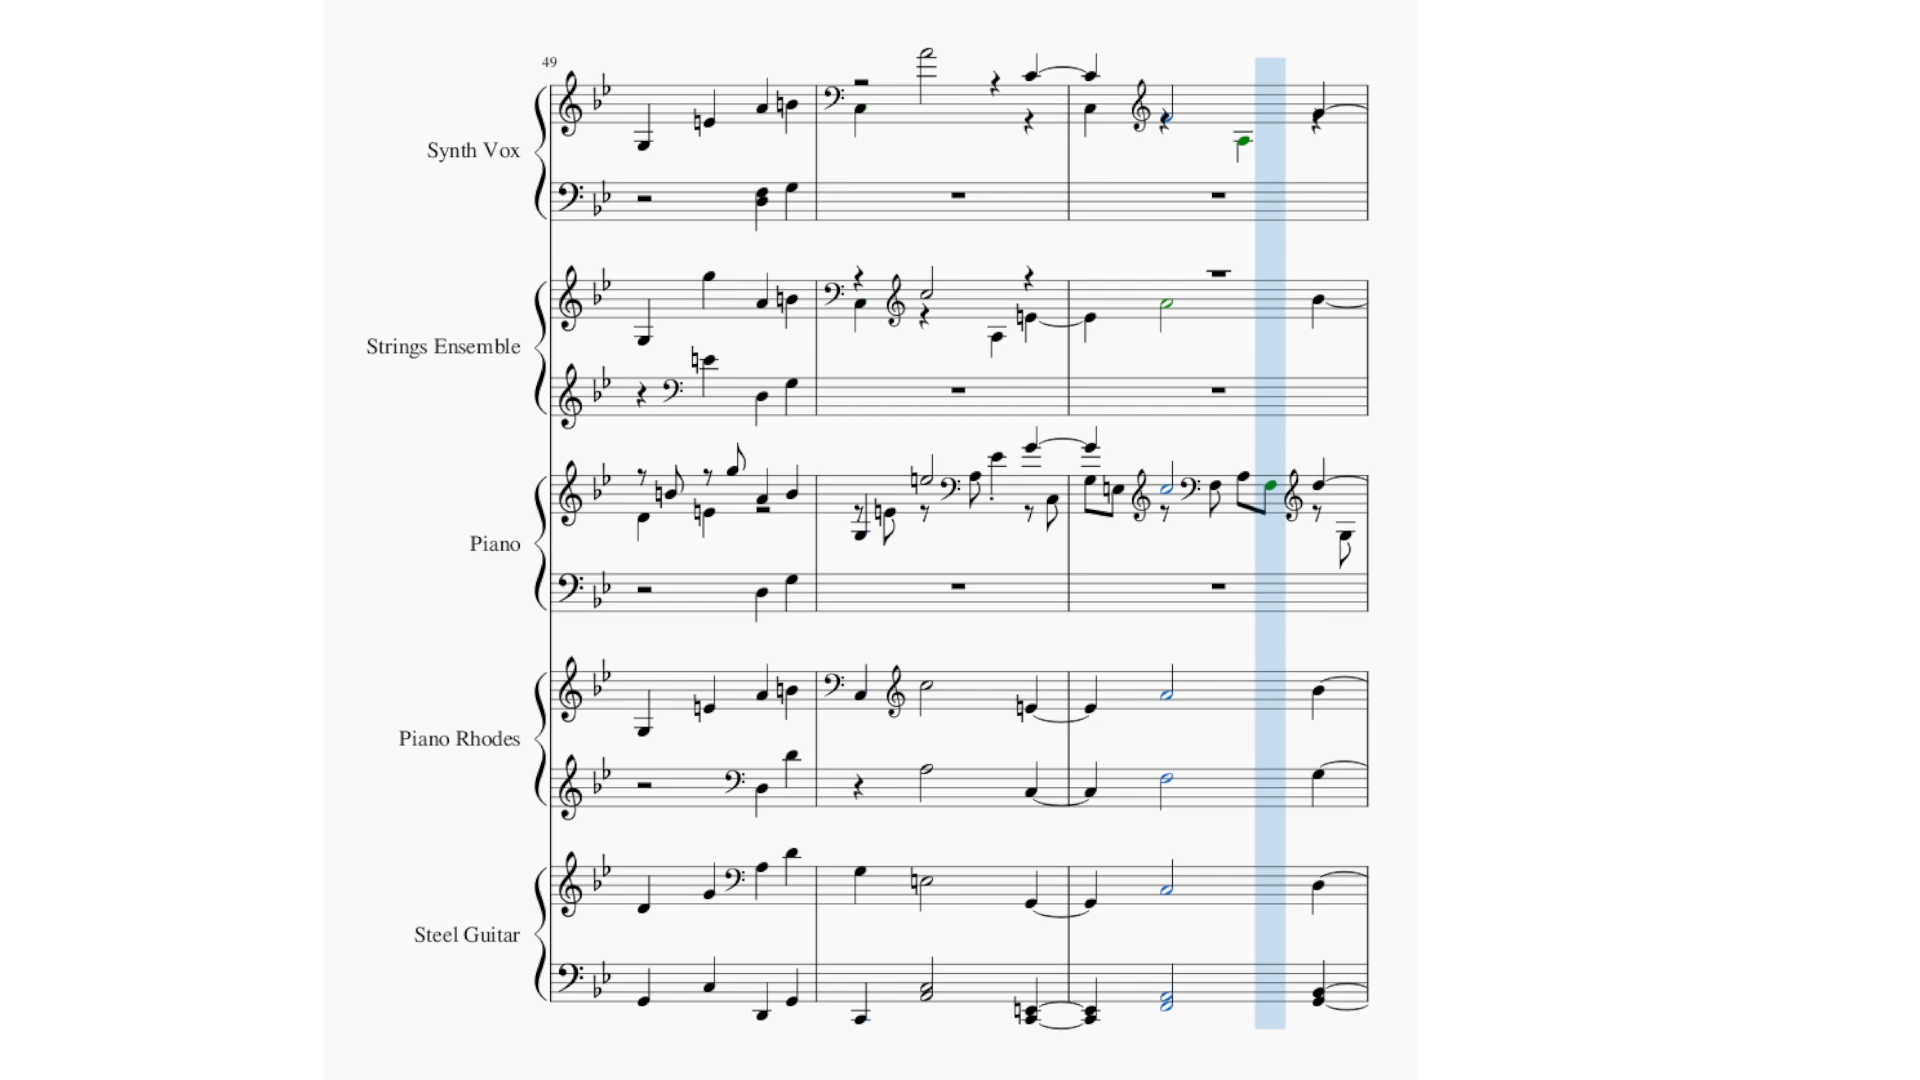 49
Synth Vox
Strings Ensemble
Piano
Piano Rhodes
Steel Guitar